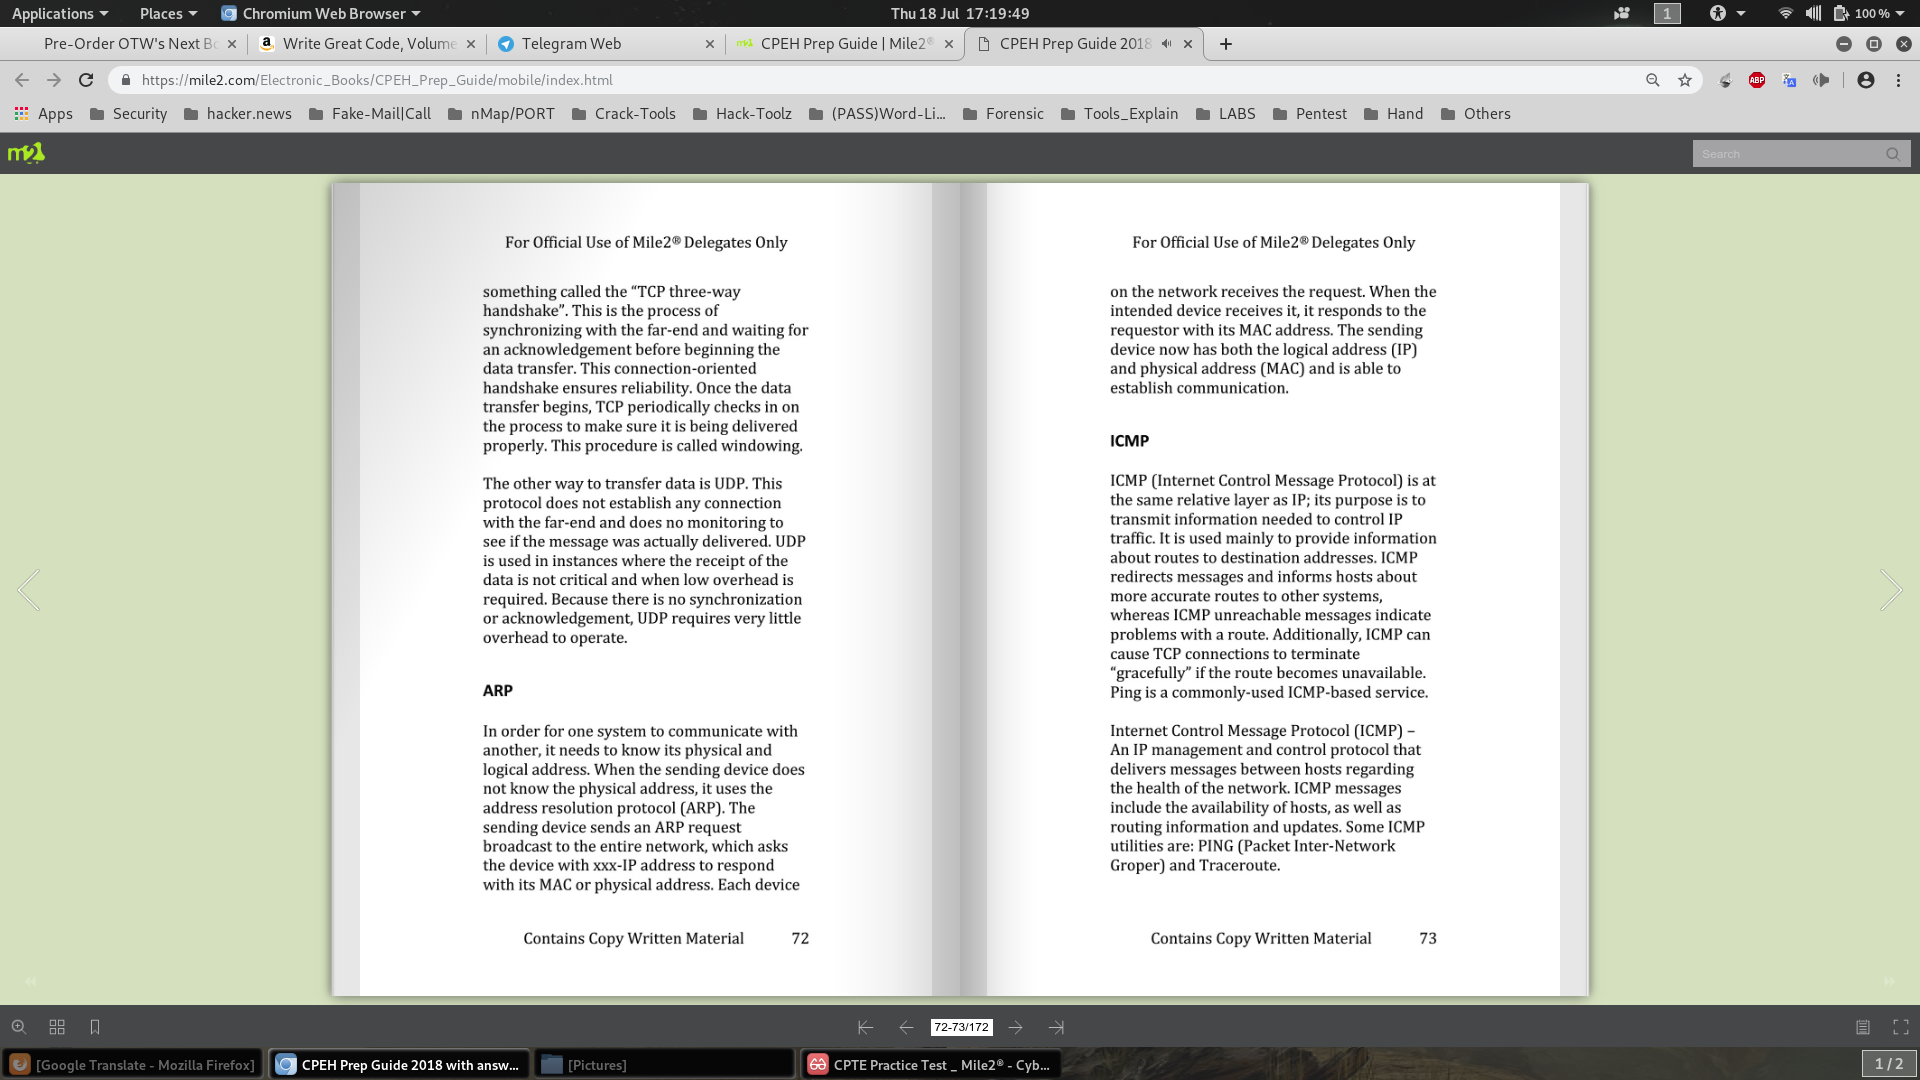 Applications
Places
Chromium Web Browser
Thu 18 Jul 17:19:49
1
100 %
Pre-Order OTW's Next Bo
Write Great Code, Volume
Telegram Web
CPEH Prep Guide | Mile2®
CPEH Prep Guide 2018
https://mile2.com/Electronic_Books/CPEH_Prep_Guide/mobile/index.html
ABP
Apps
Security
hacker.news
Fake-Mail|Call
nMap/PORT
Crack-Tools
Hack-Toolz
(PASS)Word-Li...
Forensic
Tools_Explain
LABS
Pentest
Hand
Others
m2
Search
For Official Use of Mile2® Delegates Only
something called the “TCP three-way
handshake”. This is the process of
synchronizing with the far-end and waiting for
an acknowledgement before beginning the
data transfer. This connection-oriented
handshake ensures reliability. Once the data
transfer begins, TCP periodically checks in on
the process to make sure it is being delivered
properly. This procedure is called windowing.
The other way to transfer data is UDP. This
protocol does not establish any connection
with the far-end and does no monitoring to
see if the message was actually delivered. UDP
is used in instances where the receipt of the
data is not critical and when low overhead is
required. Because there is no synchronization
or acknowledgement, UDP requires very little
overhead to operate.
ARP
In order for one system to communicate with
another, it needs to know its physical and
logical address. When the sending device does
not know the physical address, it uses the
address resolution protocol (ARP). The
sending device sends an ARP request
broadcast to the entire network, which asks
the device with xxx-IP address to respond
with its MAC or physical address. Each device
Contains Copy Written Material 72
For Official Use of Mile2® Delegates Only
on the network receives the request. When the
intended device receives it, it responds to the
requestor with its MAC address. The sending
device now has both the logical address (IP)
and physical address (MAC) and is able to
establish communication.
ICMP
ICMP (Internet Control Message Protocol) is at
the same relative layer as IP; its purpose is to
transmit information needed to control IP
traffic. It is used mainly to provide information
about routes to destination addresses. ICMP
redirects messages and informs hosts about
more accurate routes to other systems,
whereas ICMP unreachable messages indicate
problems with a route. Additionally, ICMP can
cause TCP connections to terminate
“gracefully” if the route becomes unavailable.
Ping is a commonly-used ICMP-based service.
Internet Control Message Protocol (ICMP) –
An IP management and control protocol that
delivers messages between hosts regarding
the health of the network. ICMP messages
include the availability of hosts, as well as
routing information and updates. Some ICMP
utilities are: PING (Packet Inter-Network
Groper) and Traceroute.
Contains Copy Written Material 73
72-73/172
[Google Translate - Mozilla Firefox]
CPEH Prep Guide 2018 with answ...
[Pictures]
CPTE Practice Test _ Mile2® - Cyb...
1 / 2